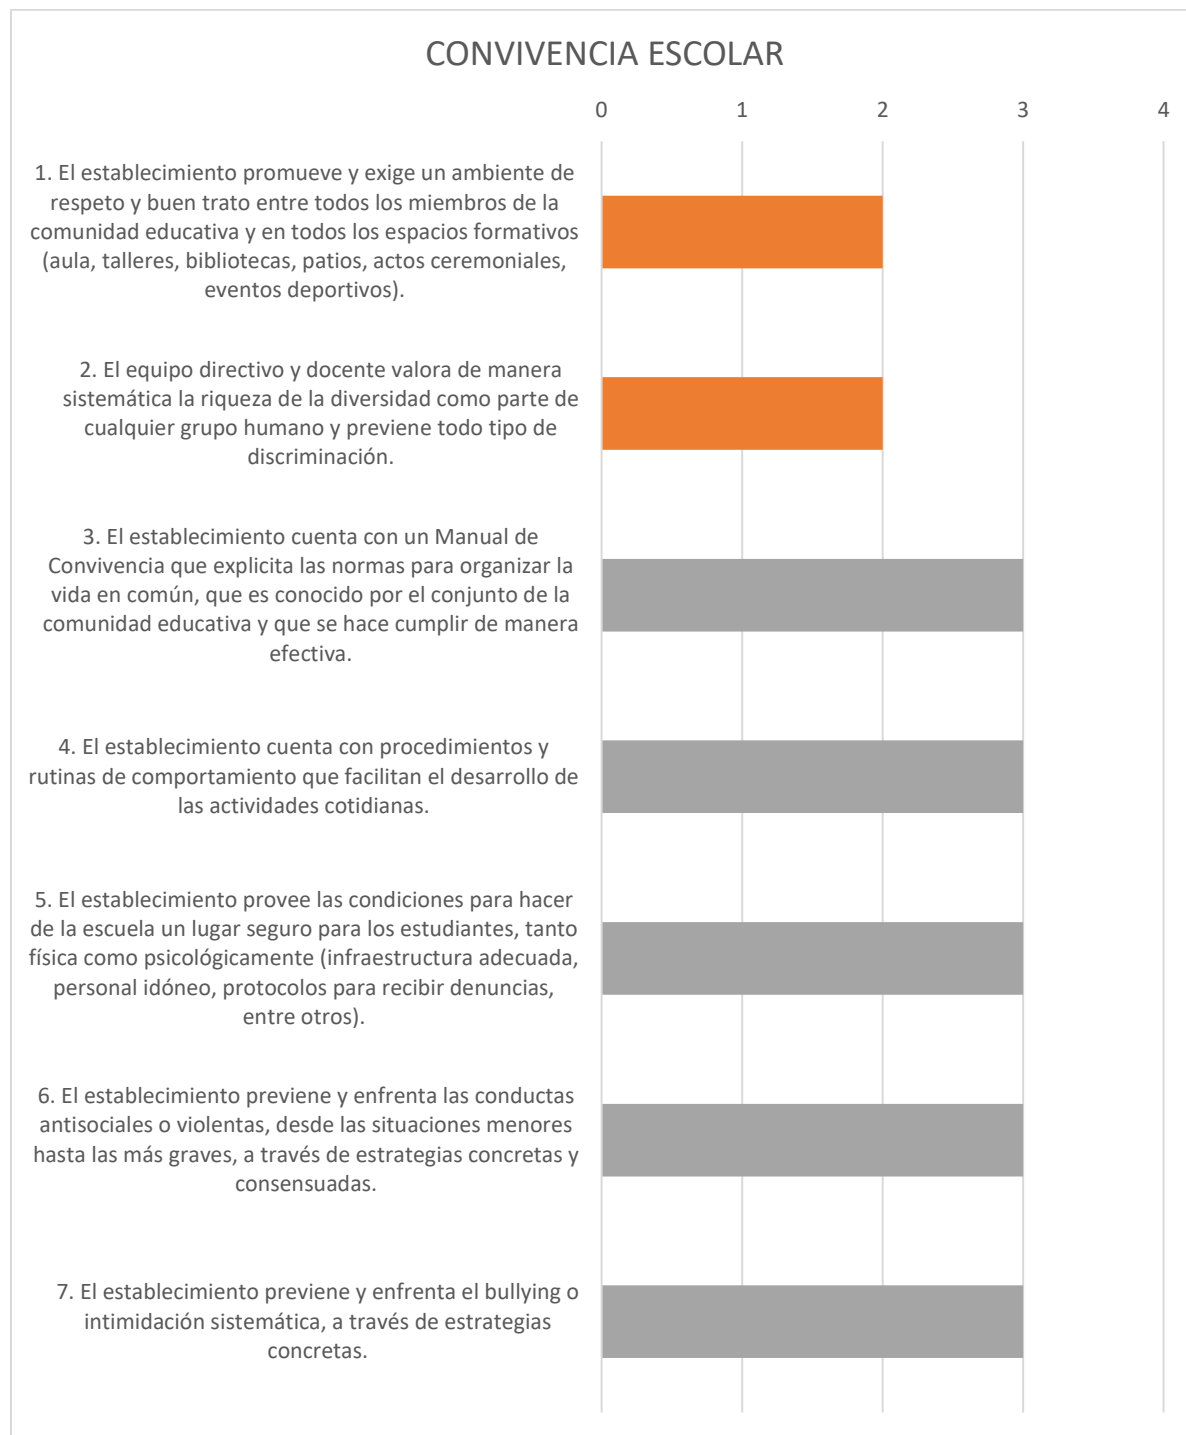 CONVIVENCIA ESCOLAR
0 1 2 3 4
1. El establecimiento promueve y exige un ambiente de
respeto y buen trato entre todos los miembros de la
comunidad educativa y en todos los espacios formativos
(aula, talleres, bibliotecas, patios, actos ceremoniales,
eventos deportivos).
2. El equipo directivo y docente valora de manera
sistemática la riqueza de la diversidad como parte de
cualquier grupo humano y previene todo tipo de
discriminación.
3. El establecimiento cuenta con un Manual de
Convivencia que explicita las normas para organizar la
vida en común, que es conocido por el conjunto de la
comunidad educativa y que se hace cumplir de manera
efectiva.
4. El establecimiento cuenta con procedimientos y
rutinas de comportamiento que facilitan el desarrollo de
las actividades cotidianas.
5. El establecimiento provee las condiciones para hacer
de la escuela un lugar seguro para los estudiantes, tanto
física como psicológicamente (infraestructura adecuada,
personal idóneo, protocolos para recibir denuncias,
entre otros).
6. El establecimiento previene y enfrenta las conductas
antisociales o violentas, desde las situaciones menores
hasta las más graves, a través de estrategias concretas y
consensuadas.
7. El establecimiento previene y enfrenta el bullying o
intimidación sistemática, a través de estrategias
concretas.